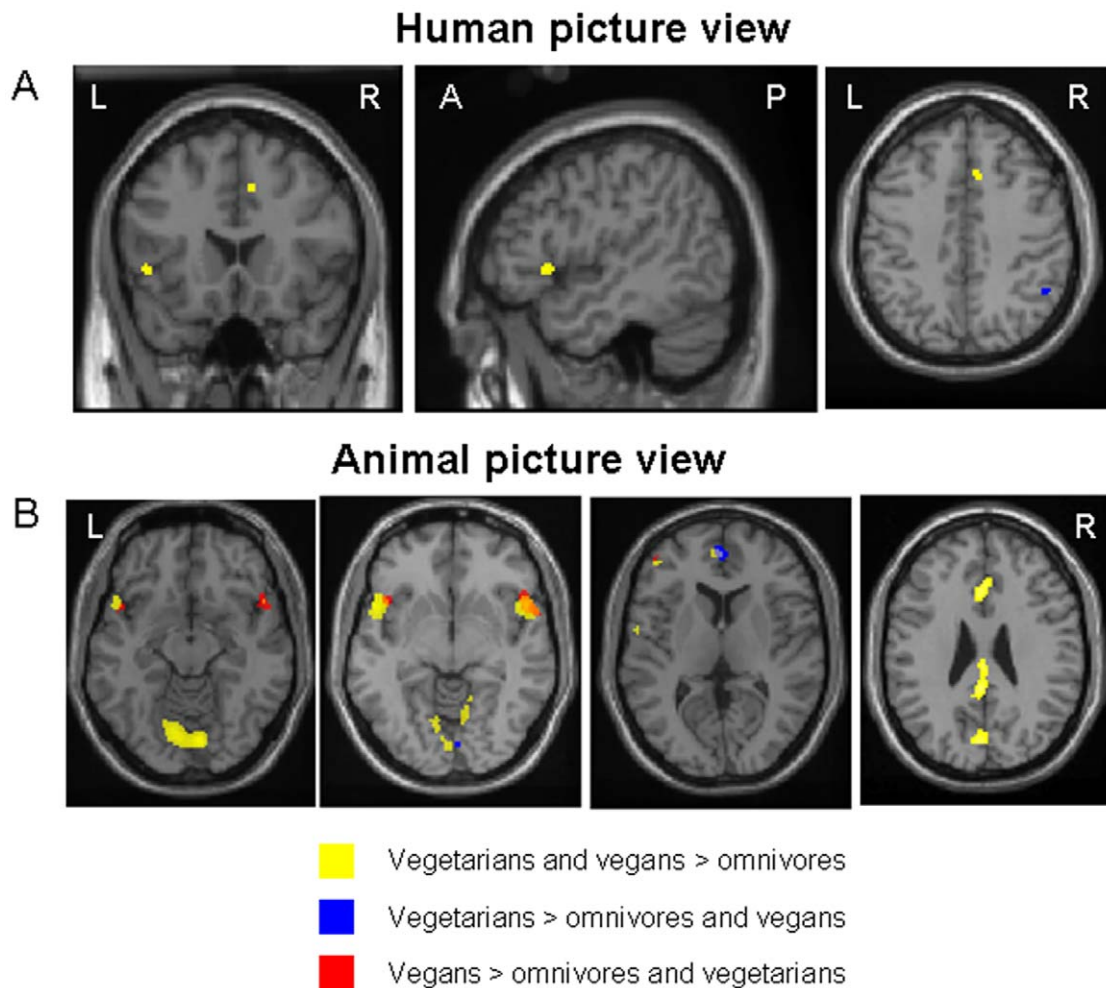 Human picture view
A
L R
A P
L R
Animal picture view
B
L
R
Vegetarians and vegans > omnivores
Vegetarians > omnivores and vegans
Vegans > omnivores and vegetarians